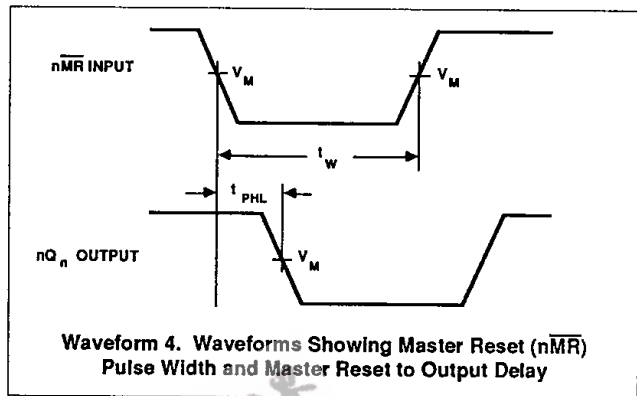 nMR INPUT
V_M
V_M
t_W
t_PHL
nQ_n OUTPUT
V_M
Waveform 4. Waveforms Showing Master Reset (nM̅R̅)
Pulse Width and Master Reset to Output Delay